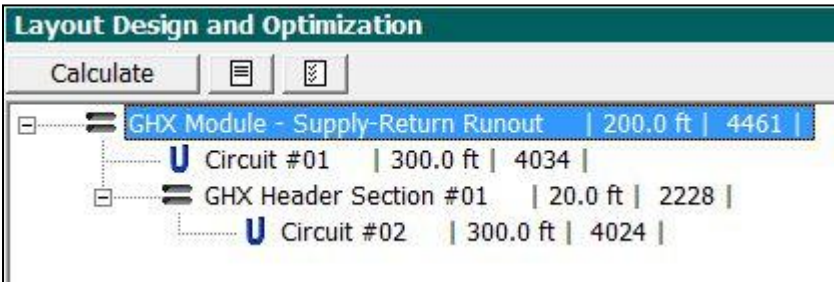 Layout Design and Optimization
Calculate
GHX Module - Supply-Return Runout | 200.0 ft | 4461 |
Circuit #01 | 300.0 ft | 4034 |
GHX Header Section #01 | 20.0 ft | 2228 |
Circuit #02 | 300.0 ft | 4024 |